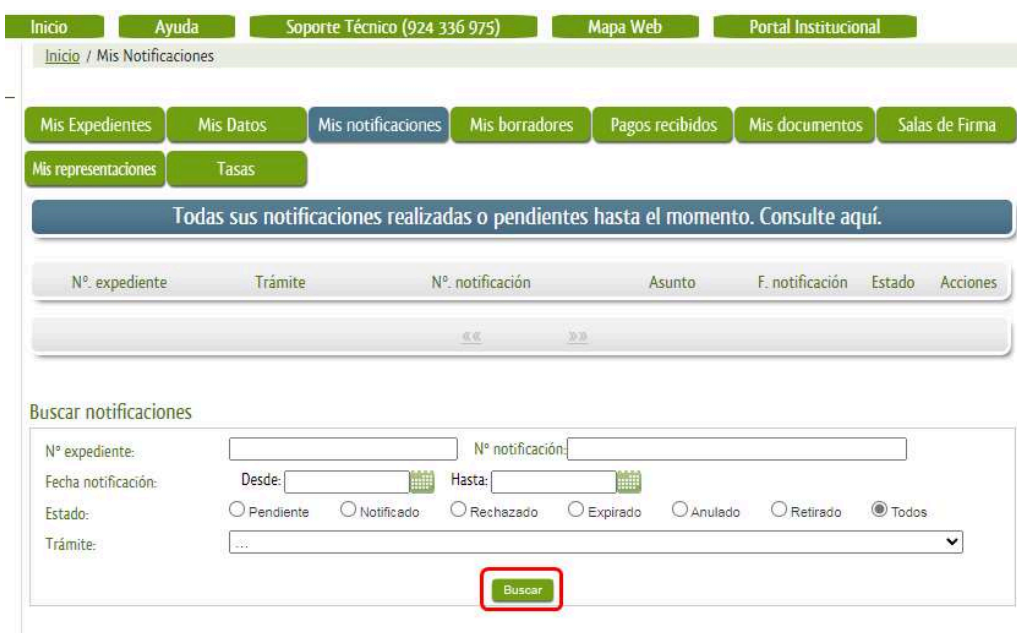 Inicio Ayuda Soporte Técnico (924 336 975) Mapa Web Portal Institucional
Inicio / Mis Notificaciones
Mis Expedientes Mis Datos Mis notificaciones Mis borradores Pagos recibidos Mis documentos Salas de Firma
Mis representaciones Tasas
Todas sus notificaciones realizadas o pendientes hasta el momento. Consulte aquí.
Nº. expediente Trámite Nº. notificación Asunto F. notificación Estado Acciones
«« »»
Buscar notificaciones
Nº expediente: Nº notificación:
Fecha notificación: Desde: Hasta:
Estado: Pendiente Notificado Rechazado Expirado Anulado Retirado Todos
Trámite: ...
Buscar